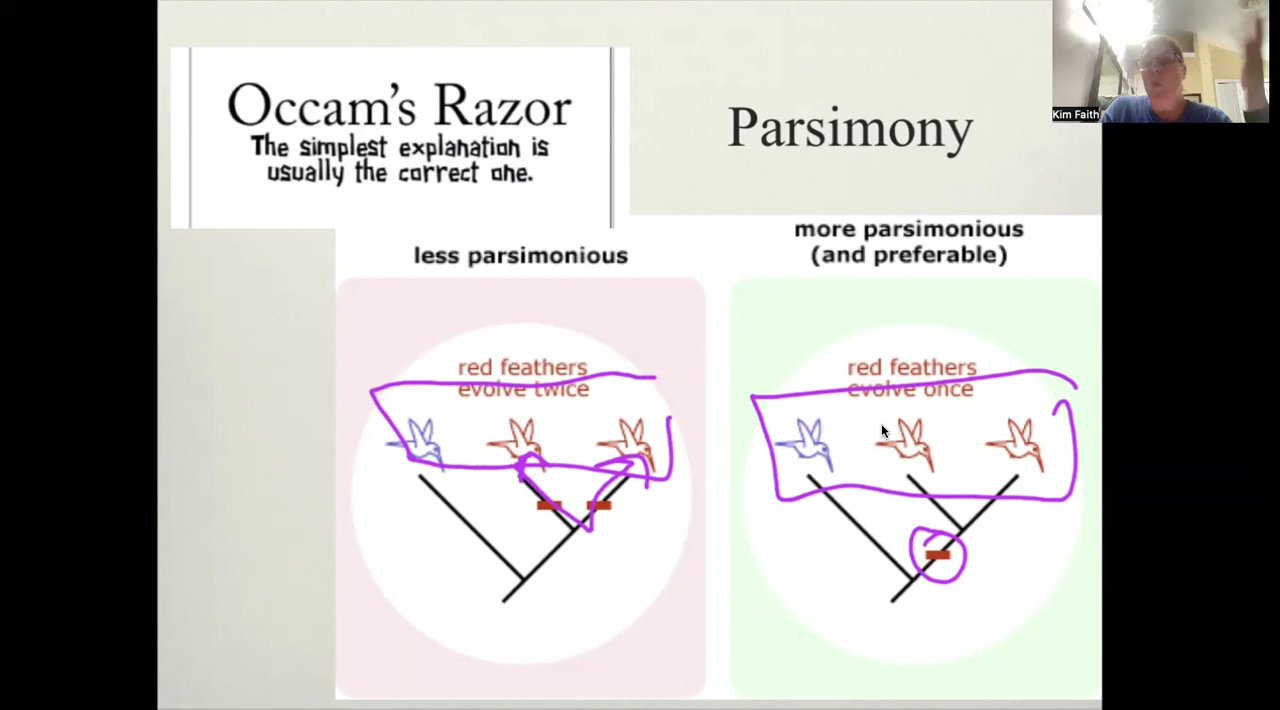 Occam's Razor
The simplest explanation is
usually the correct one.
Parsimony
Kim Faith
less parsimonious
more parsimonious
(and preferable)
red feathers
evolve twice
red feathers
evolve once